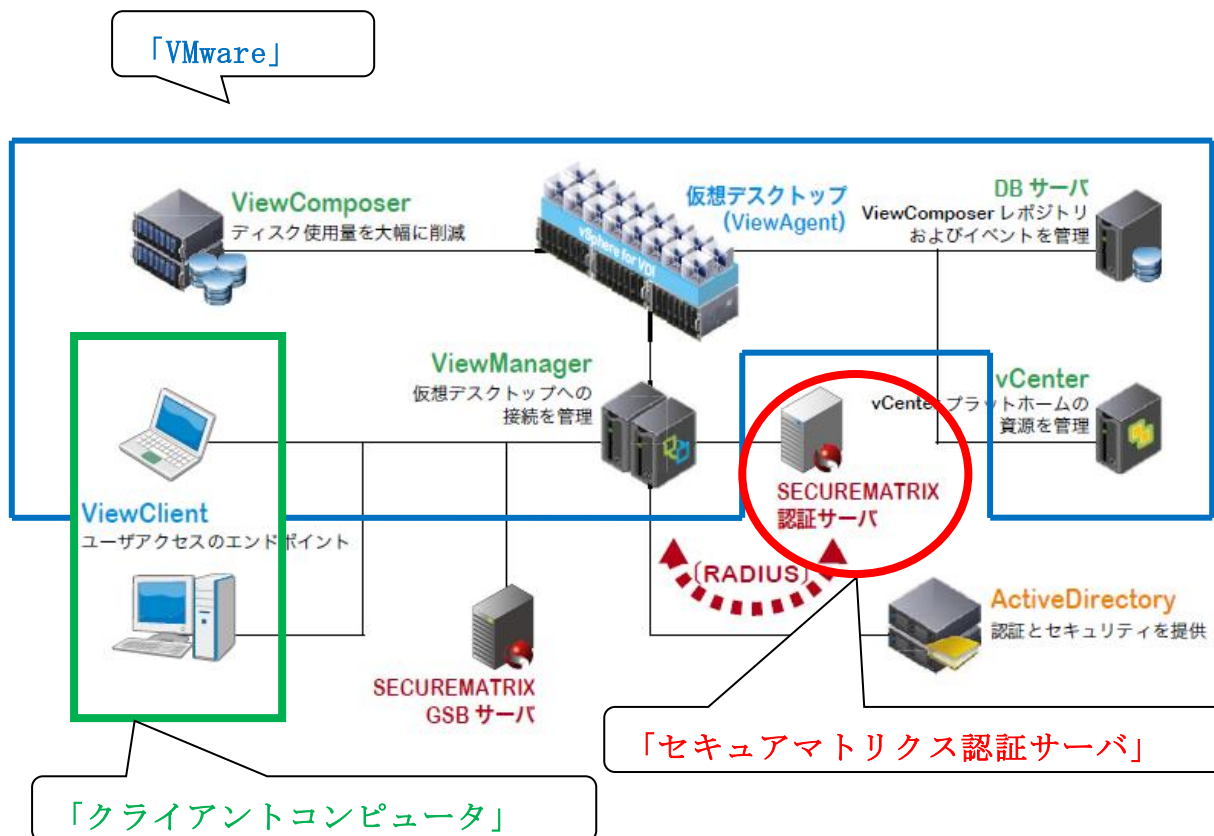 「VMware」
ViewComposer
ディスク使用量を大幅に削減
vSphere for VDI
仮想デスクトップ
(ViewAgent)
DB サーバ
ViewComposer レポジトリ
およびイベントを管理
ViewManager
仮想デスクトップへの
接続を管理
vCenter
vCenter プラットホームの
資源を管理
SECUREMATRIX
認証サーバ
ViewClient
ユーザアクセスのエンドポイント
(RADIUS)
ActiveDirectory
認証とセキュリティを提供
SECUREMATRIX
GSB サーバ
「セキュアマトリクス認証サーバ」
「クライアントコンピュータ」